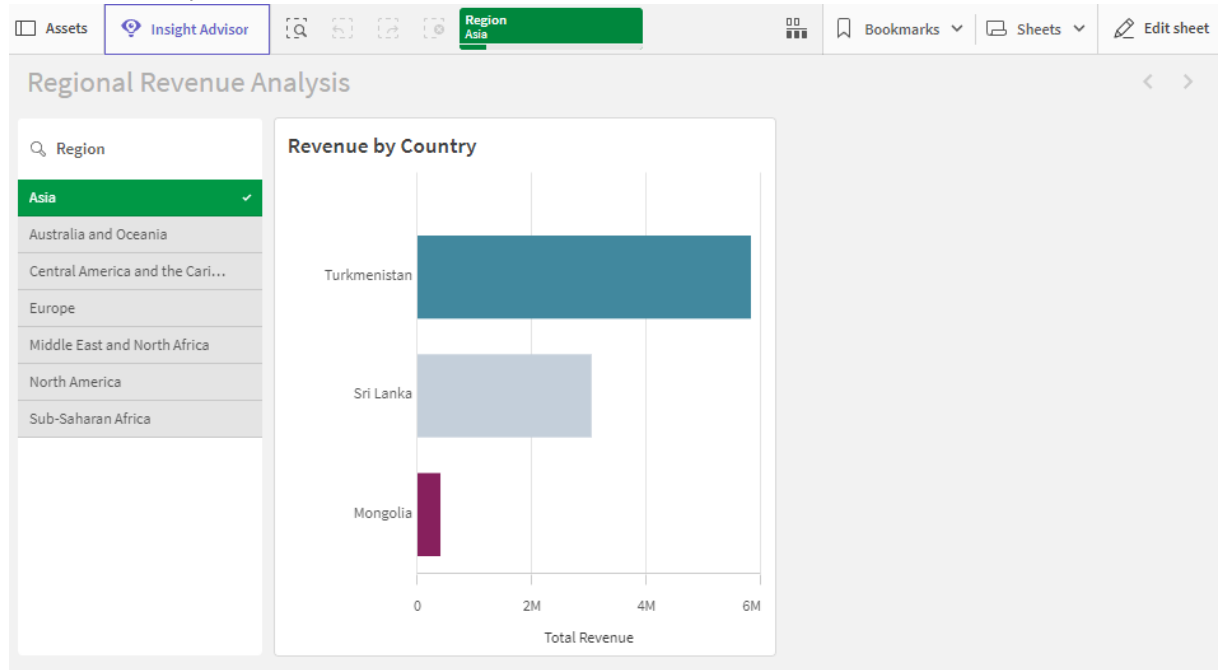 Assets
Insight Advisor
Region
Asia
Bookmarks
Sheets
Edit sheet
Regional Revenue Analysis
Region
Asia
Australia and Oceania
Central America and the Cari...
Europe
Middle East and North Africa
North America
Sub-Saharan Africa
Revenue by Country
Turkmenistan
Sri Lanka
Mongolia
0 2M 4M 6M
Total Revenue